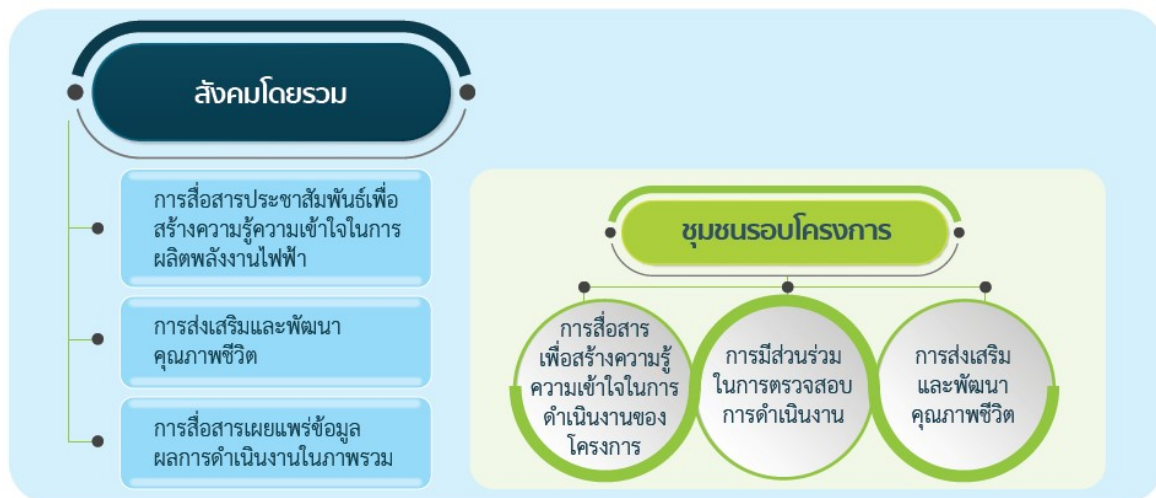 สังคมโดยรวม
การสื่อสารประชาสัมพันธ์เพื่อ
สร้างความรู้ความเข้าใจในการ
ผลิตพลังงานไฟฟ้า
การส่งเสริมและพัฒนา
คุณภาพชีวิต
การสื่อสารเผยแพร่ข้อมูล
ผลการดำเนินงานในภาพรวม
ชุมชนรอบโครงการ
การสื่อสาร
เพื่อสร้างความรู้
ความเข้าใจในการ
ดำเนินงานของ
โครงการ
การมีส่วนร่วม
ในการตรวจสอบ
การดำเนินงาน
การส่งเสริม
และพัฒนา
คุณภาพชีวิต